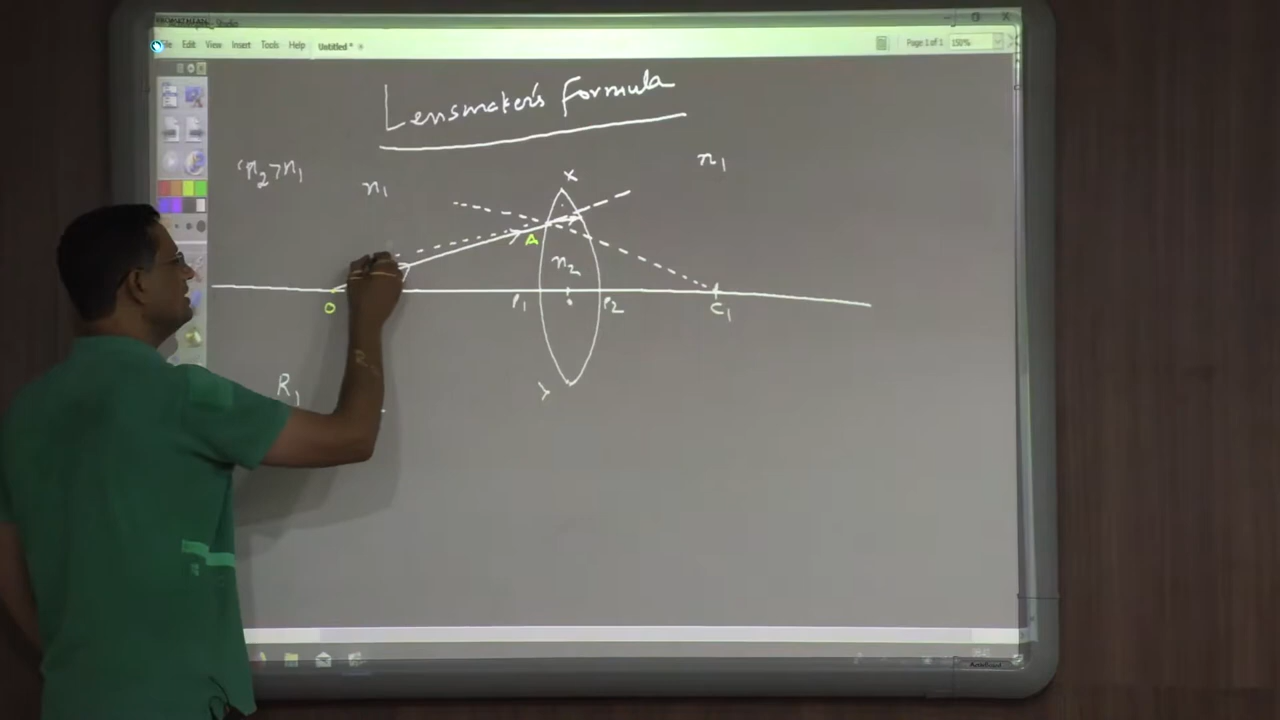 File Edit View Insert Tools Help Untitled * Page 1 of 1 150%
Lensmaker's Formula
n2>n1
n1
n1
X
A
n2
O
P1
P2
C1
R1
Y